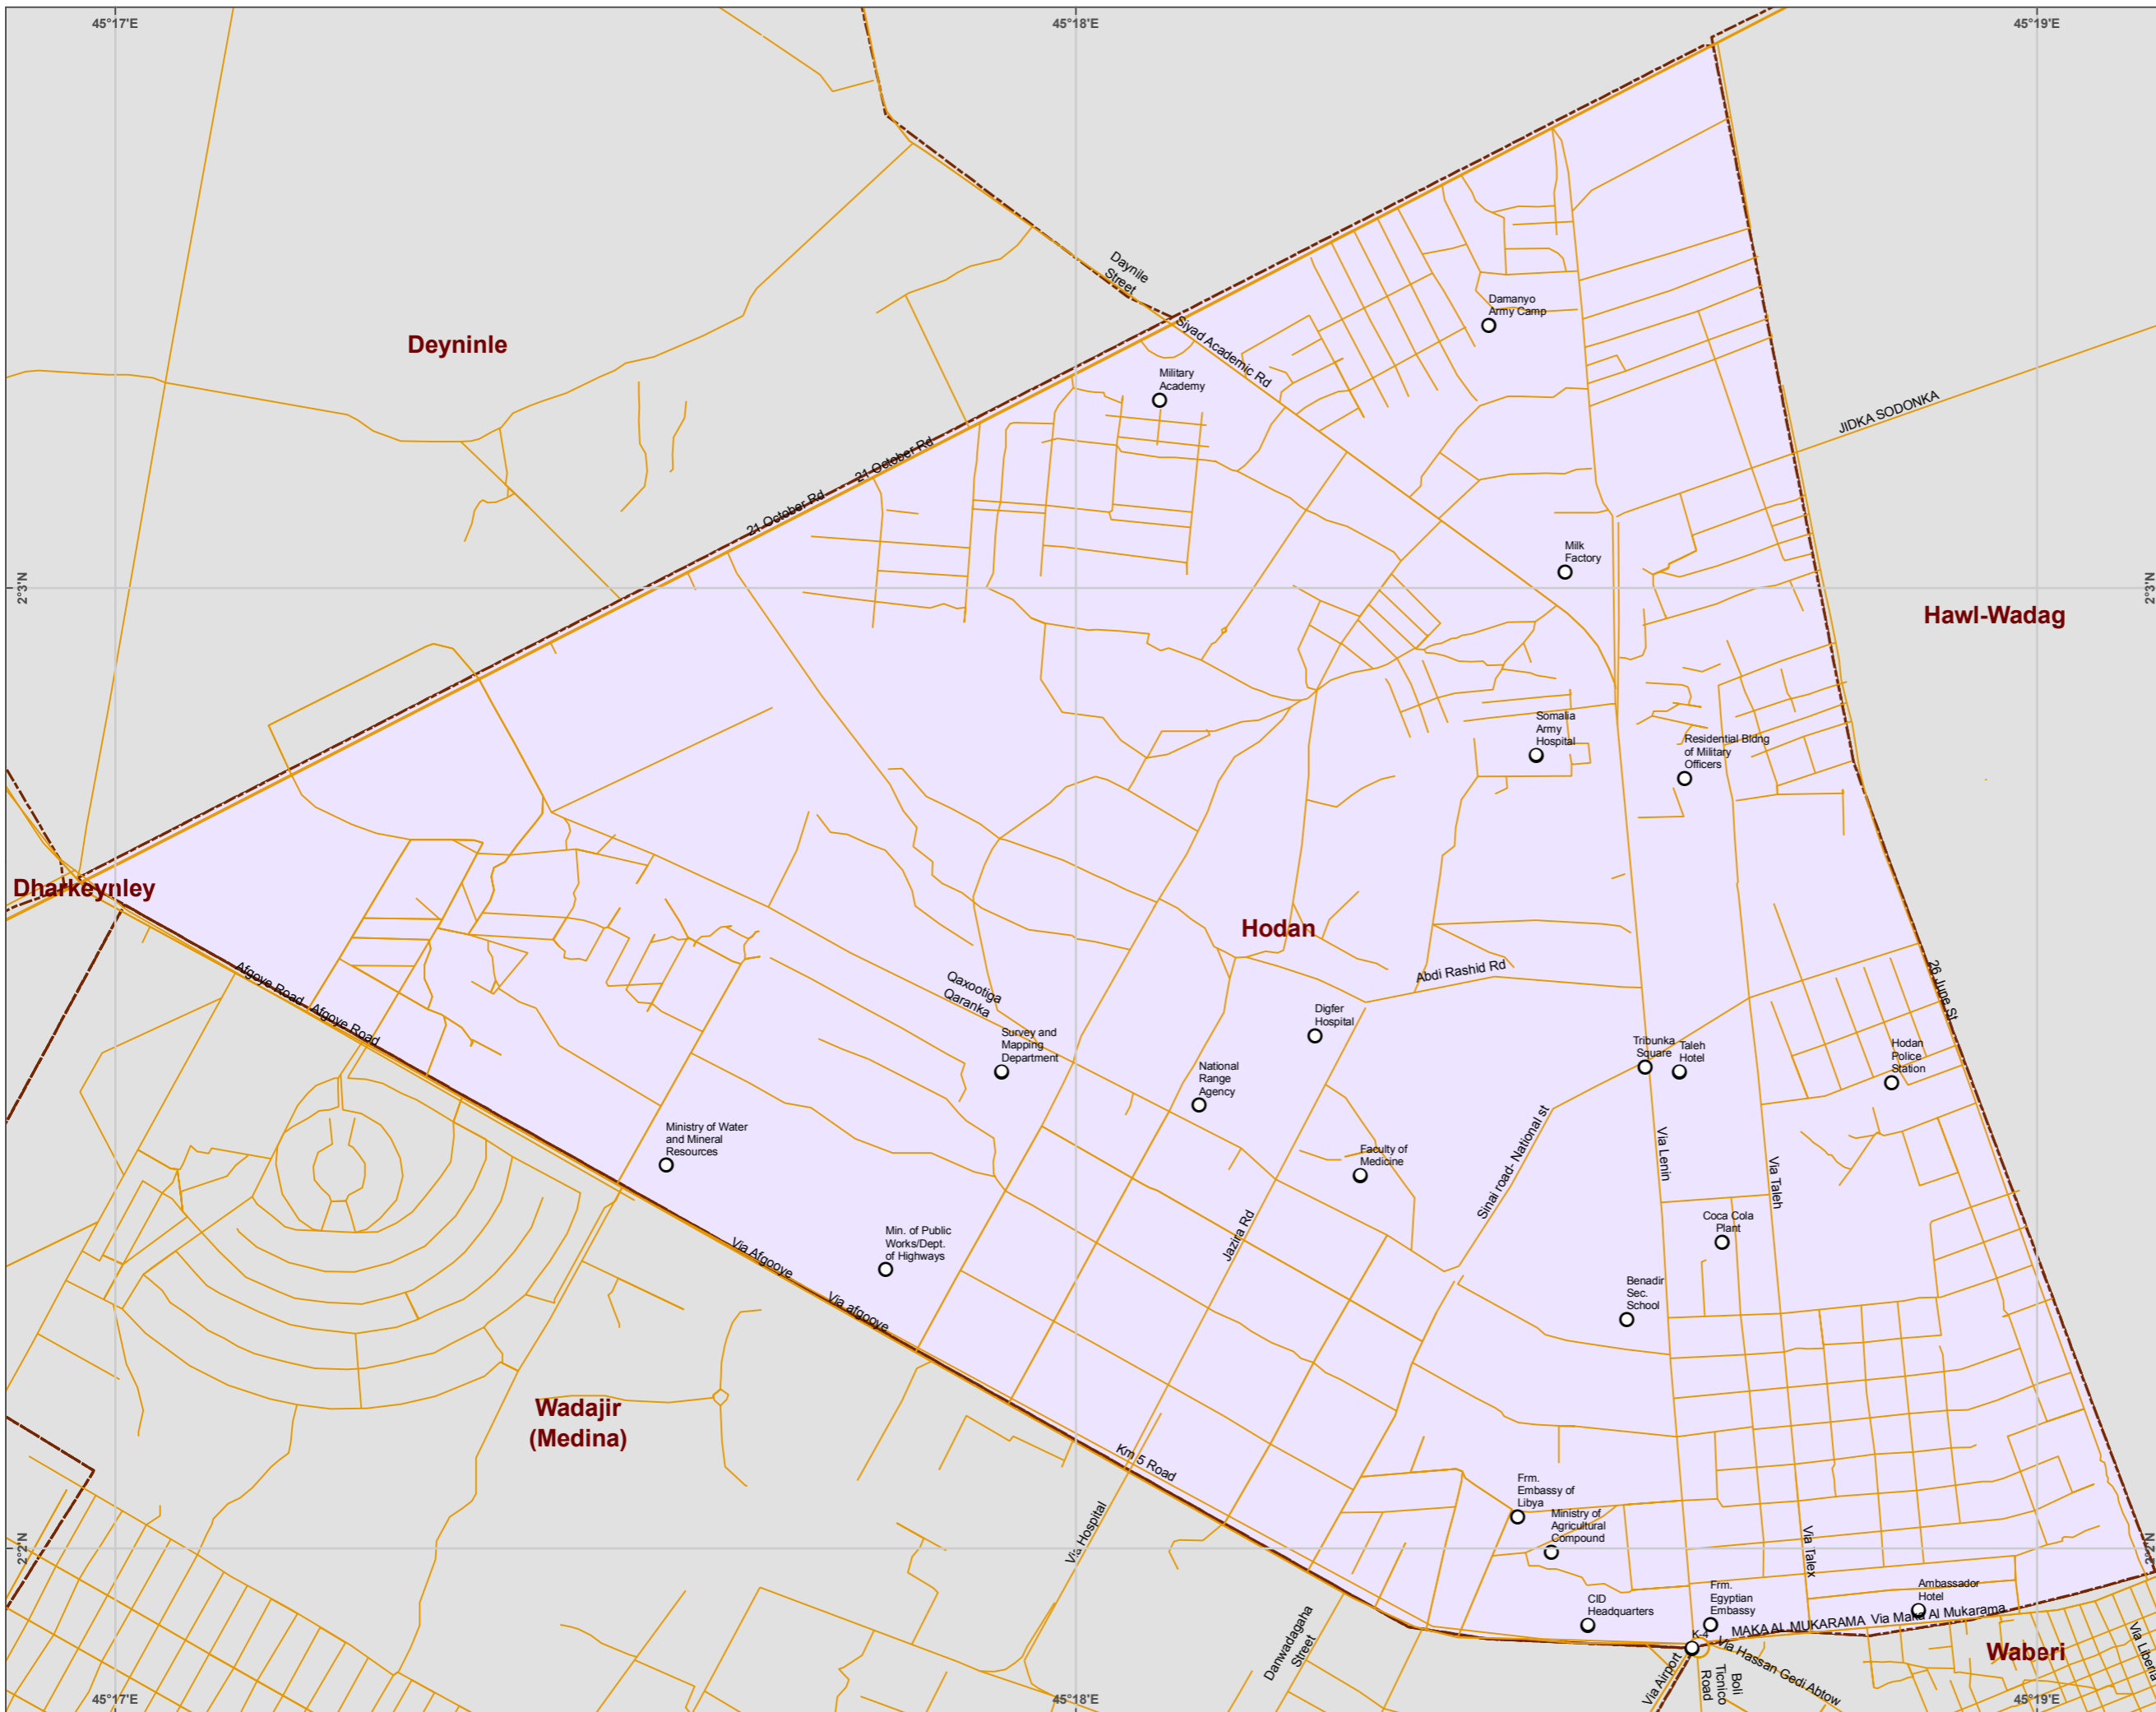 45°17'E
45°18'E
45°19'E
Daynile
Street
Damanyo
Army Camp
Deyninle
Siyad Academic Rd
Military
Academy
JIDKA SODONKA
21 October Rd
21 October Rd
Milk
Factory
2°3'N
2°3'N
Hawl-Wadag
Somalia
Army
Hospital
Residential Bldng
of Military
Officers
Dharkeynley
Hodan
Abdi Rashid Rd
Afgoye Road
Afgoye Road
Qaxootiga
Qaranka
26 June St
Digfer
Hospital
Survey and
Mapping
Department
Tribunka
Square
Taleh
Hotel
Hodan
Police
Station
National
Range
Agency
Ministry of Water
and Mineral
Resources
Faculty of
Medicine
Sinai road- National st
Via Lenin
Via Taleh
Coca Cola
Plant
Jazira Rd
Min. of Public
Works/Dept.
of Highways
Via Afgooye
Via afgooye
Benadir
Sec.
School
Wadajir
(Medina)
Km 5 Road
Frm.
Embassy of
Libya
Ministry of
Agricultural
Compound
Via Hospital
Via Talex
2°2'N
2°2'N
CID
Headquarters
Frm.
Egyptian
Embassy
Ambassador
Hotel
MAKA AL MUKARAMA
Via Maka Al Mukarama
K-4
Via Hassan Gedi Abtow
Waberi
Via Liberia
Danwadagaha
Street
Via Airport
Boli
Ticnico
Road
45°17'E
45°18'E
45°19'E